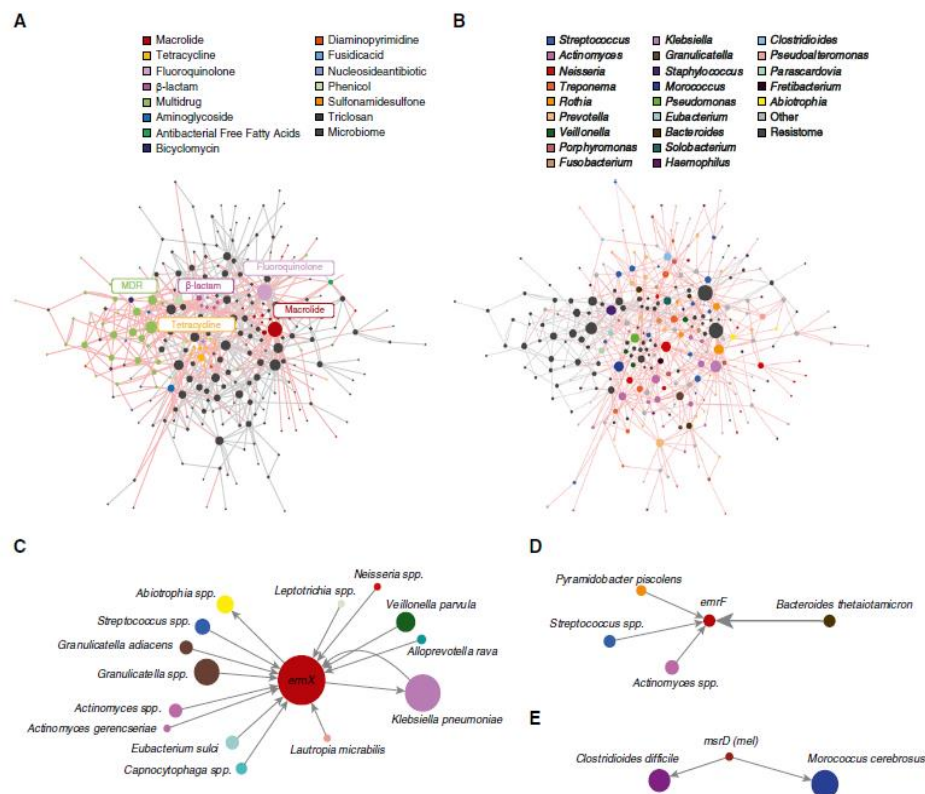 A
Macrolide
Tetracycline
Fluoroquinolone
β-lactam
Multidrug
Aminoglycoside
Antibacterial Free Fatty Acids
Bicyclomycin
Diaminopyrimidine
Fusidicacid
Nucleosideantibiotic
Phenicol
Sulfonamidesulfone
Triclosan
Microbiome
Fluoroquinolone
MDR
β-lactam
Macrolide
Tetracycline
B
Streptococcus
Actinomyces
Neisseria
Treponema
Rothia
Prevotella
Veillonella
Porphyromonas
Fusobacterium
Klebsiella
Granulicatella
Staphylococcus
Morococcus
Pseudomonas
Eubacterium
Bacteroides
Solobacterium
Haemophilus
Clostridioides
Pseudoalteromonas
Parascardovia
Fretibacterium
Abiotrophia
Other
Resistome
C
Neisseria spp.
Leptotrichia spp.
Abiotrophia spp.
Veillonella parvula
Streptococcus spp.
Granulicatella adiacens
Alloprevotella rava
Granulicatella spp.
ermX
Actinomyces spp.
Klebsiella pneumoniae
Actinomyces gerencseriae
Eubacterium sulci
Lautropia micrabilis
Capnocytophaga spp.
D
Pyramidobacter piscolens
emrF
Bacteroides thetaiotamicron
Streptococcus spp.
Actinomyces spp.
E
msrD (mel)
Clostridioides difficile
Morococcus cerebrosus